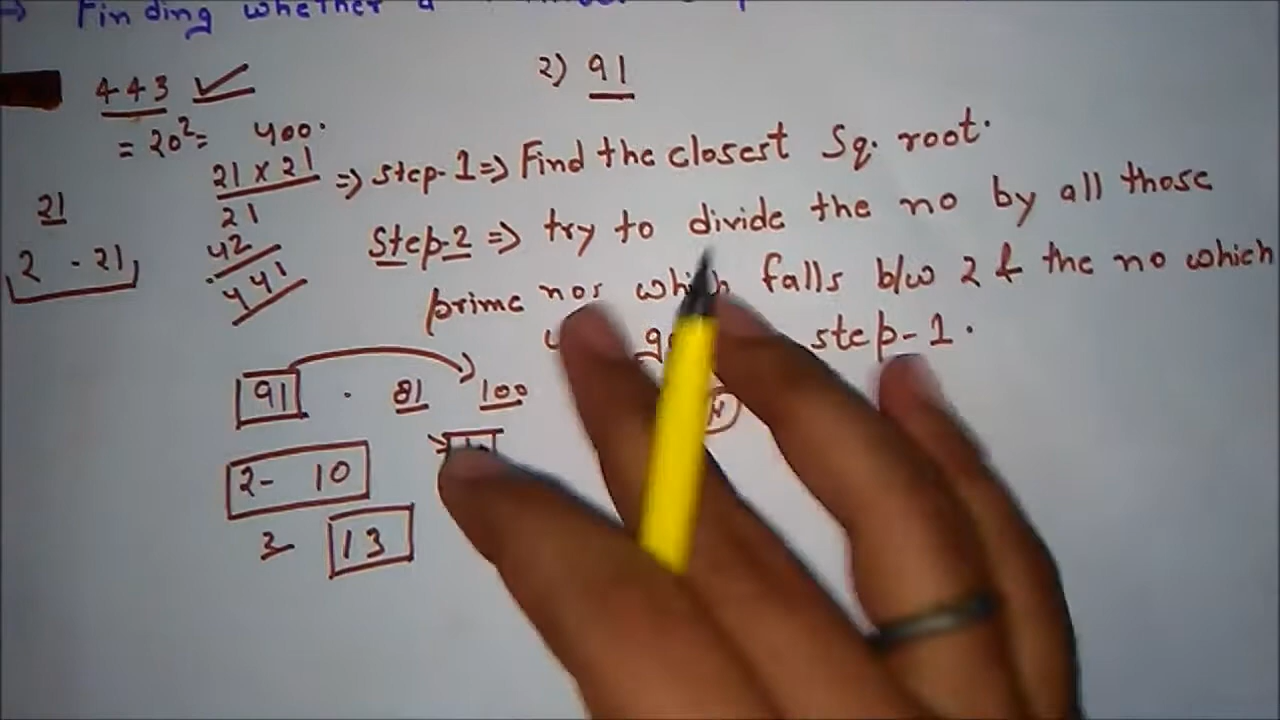 => Finding whether a
443
2) 91
= 20²= 400.
21 x 21 => Step-1 => Find the closest Sq. root.
21
42
441
21
2 - 21
Step-2 => try to divide the no by all those
prime nos which falls b/w 2 & the no which
step-1.
91 . 81 100
2- 10
13